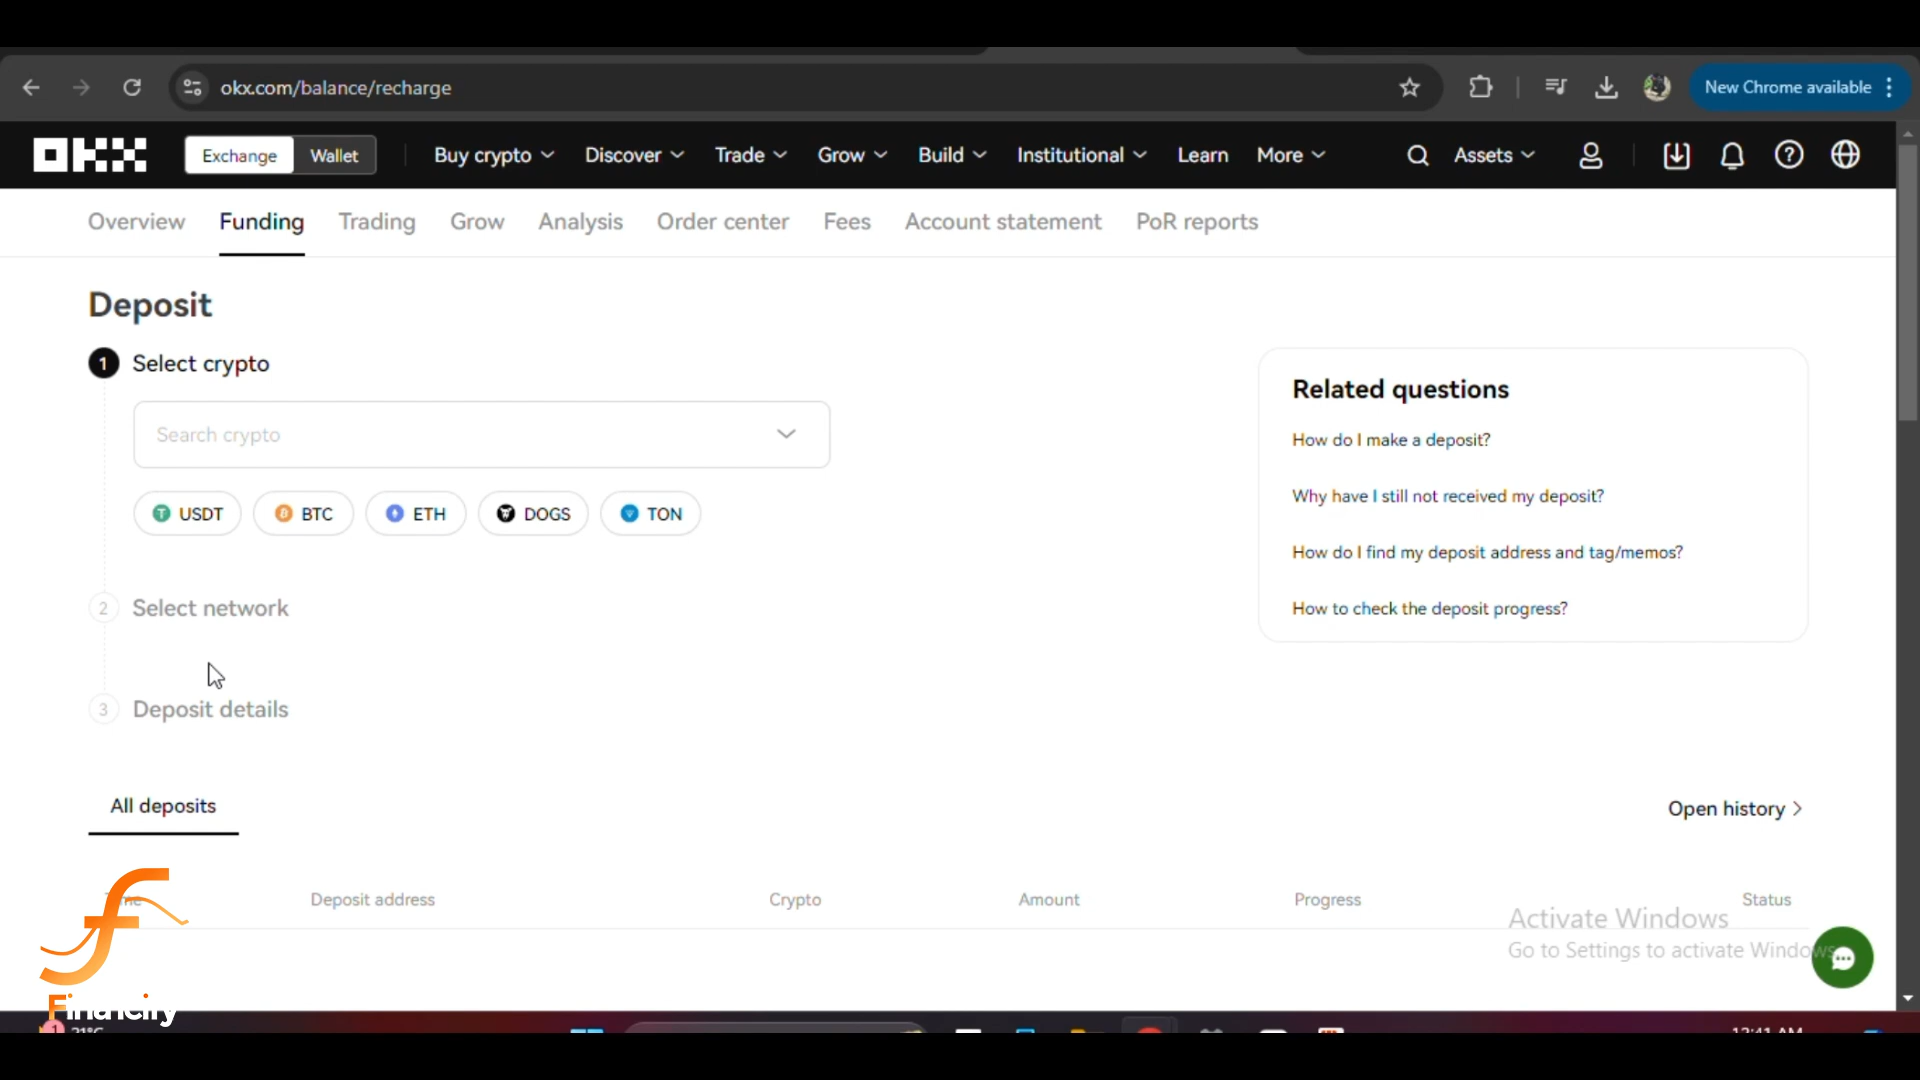 okx.com/balance/recharge
New Chrome available
OKX
Exchange Wallet Buy crypto Discover Trade Grow Build Institutional Learn More Assets
Overview Funding Trading Grow Analysis Order center Fees Account statement PoR reports
Deposit
1 Select crypto
Search crypto
USDT BTC ETH DOGS TON
2 Select network
3 Deposit details
Related questions
How do I make a deposit?
Why have I still not received my deposit?
How do I find my deposit address and tag/memos?
How to check the deposit progress?
All deposits
Open history
Deposit address Crypto Amount Progress Status
Activate Windows
Go to Settings to activate Windows
Financify